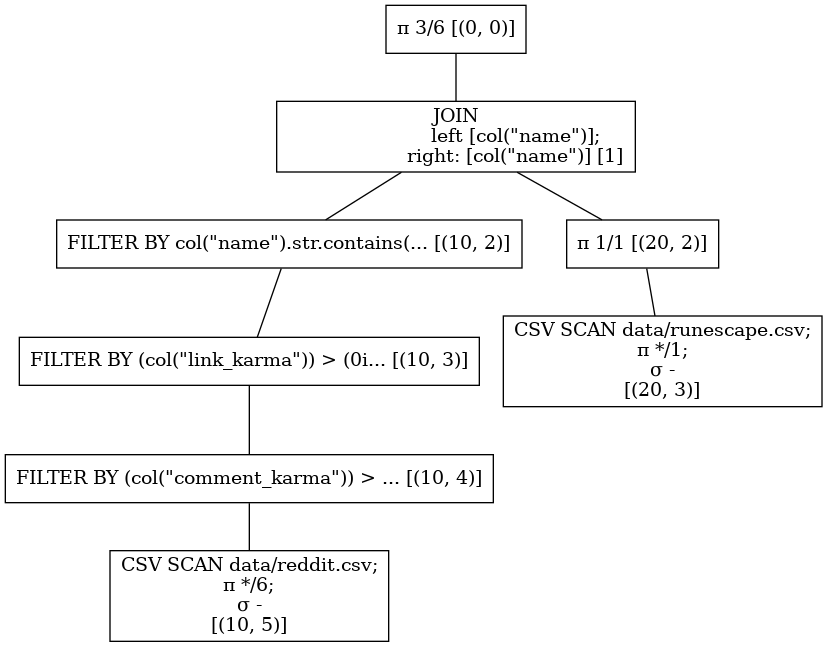 π 3/6 [(0, 0)]
JOIN
left [col("name")];
right: [col("name")] [1]
FILTER BY col("name").str.contains(... [(10, 2)]
π 1/1 [(20, 2)]
FILTER BY (col("link_karma")) > (0i... [(10, 3)]
CSV SCAN data/runescape.csv;
π */1;
σ -
[(20, 3)]
FILTER BY (col("comment_karma")) > ... [(10, 4)]
CSV SCAN data/reddit.csv;
π */6;
σ -
[(10, 5)]